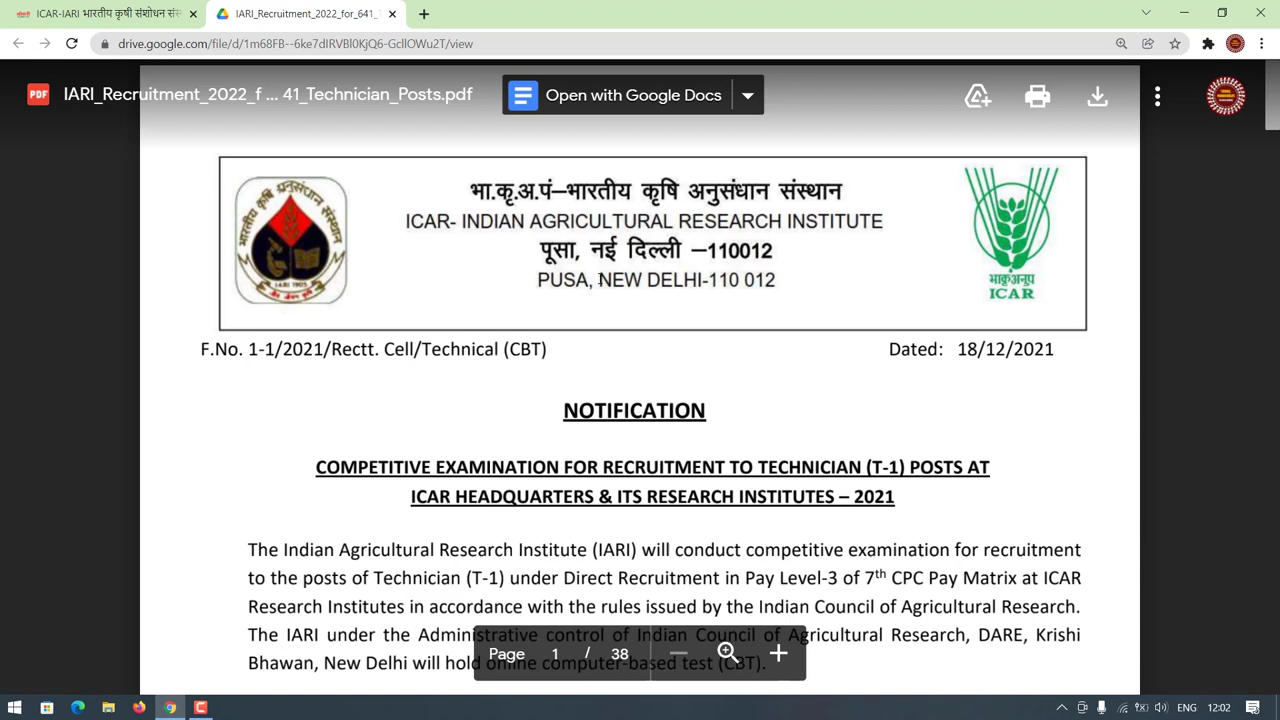 ICAR-IARI भारतीय कृषी संशोधन संस
IARI_Recruitment_2022_for_641_
drive.google.com/file/d/1m68FB--6ke7dIRVBl0KjQ6-GcllOWu2T/view
PDF
IARI_Recruitment_2022_f ... 41_Technician_Posts.pdf
Open with Google Docs
भा.कृ.अ.पं–भारतीय कृषि अनुसंधान संस्थान
ICAR- INDIAN AGRICULTURAL RESEARCH INSTITUTE
पूसा, नई दिल्ली –110012
PUSA, NEW DELHI-110 012
भारतीय कृषि अनुसंधान संस्थान
IARI 1905
भाकृअनुप
ICAR
F.No. 1-1/2021/Rectt. Cell/Technical (CBT)
Dated: 18/12/2021
NOTIFICATION
COMPETITIVE EXAMINATION FOR RECRUITMENT TO TECHNICIAN (T-1) POSTS AT
ICAR HEADQUARTERS & ITS RESEARCH INSTITUTES – 2021
The Indian Agricultural Research Institute (IARI) will conduct competitive examination for recruitment
to the posts of Technician (T-1) under Direct Recruitment in Pay Level-3 of 7th CPC Pay Matrix at ICAR
Research Institutes in accordance with the rules issued by the Indian Council of Agricultural Research.
The IARI under the Administrative control of Indian Council of Agricultural Research, DARE, Krishi
Bhawan, New Delhi will hold online computer-based test (CBT).
Page 1 / 38
ENG 12:02